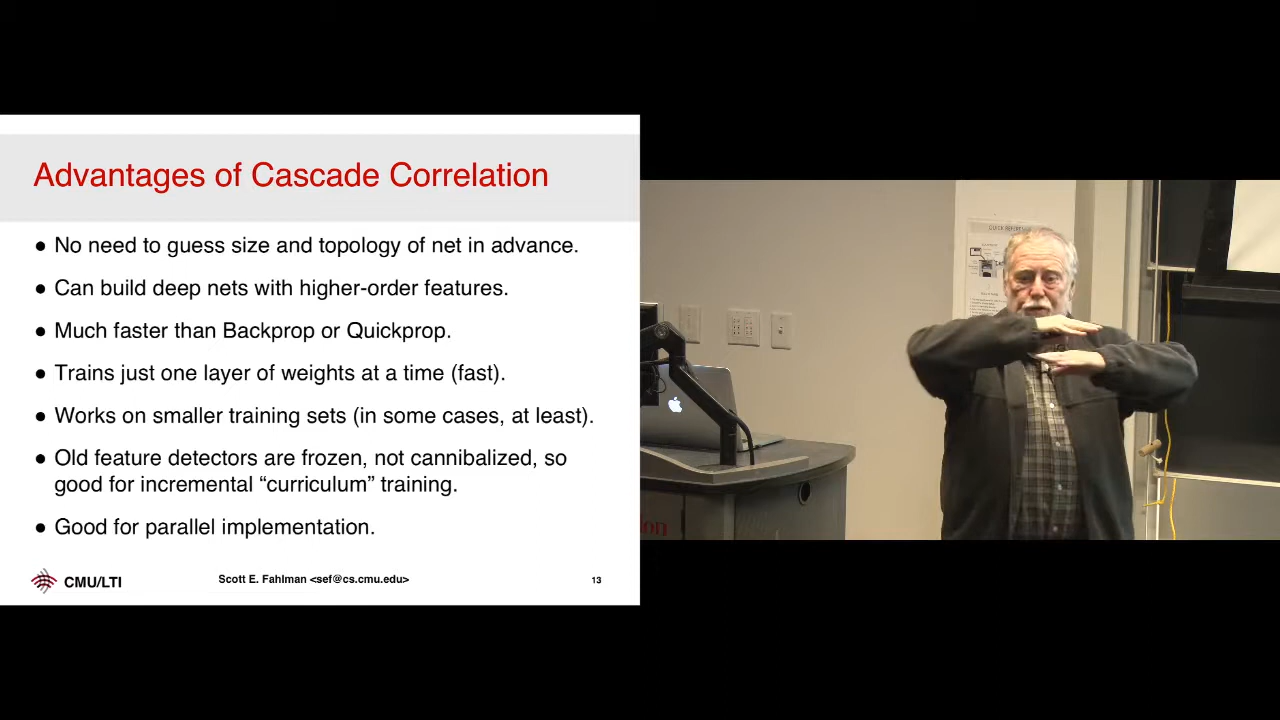 Advantages of Cascade Correlation
● No need to guess size and topology of net in advance.
● Can build deep nets with higher-order features.
● Much faster than Backprop or Quickprop.
● Trains just one layer of weights at a time (fast).
● Works on smaller training sets (in some cases, at least).
● Old feature detectors are frozen, not cannibalized, so
good for incremental “curriculum” training.
● Good for parallel implementation.
CMU/LTI
Scott E. Fahlman <sef@cs.cmu.edu>
13